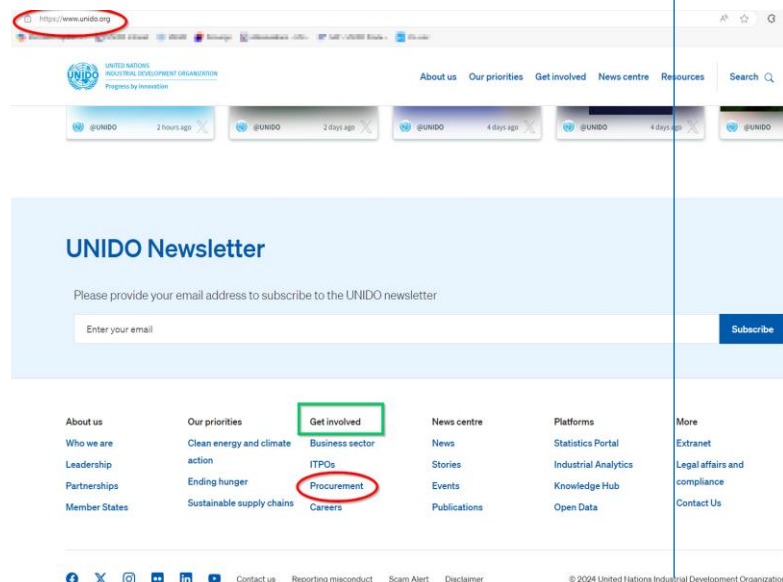 https://www.unido.org
UNIDO
UNITED NATIONS
INDUSTRIAL DEVELOPMENT ORGANIZATION
Progress by innovation
About us Our priorities Get involved News centre Resources Search
@UNIDO 2 hours ago @UNIDO 2 days ago @UNIDO 4 days ago @UNIDO 4 days ago @UNIDO
UNIDO Newsletter
Please provide your email address to subscribe to the UNIDO newsletter
Enter your email Subscribe
About us
Who we are
Leadership
Partnerships
Member States
Our priorities
Clean energy and climate
action
Ending hunger
Sustainable supply chains
Get involved
Business sector
ITPOs
Procurement
Careers
News centre
News
Stories
Events
Publications
Platforms
Statistics Portal
Industrial Analytics
Knowledge Hub
Open Data
More
Extranet
Legal affairs and
compliance
Contact Us
Contact us Reporting misconduct Scam Alert Disclaimer © 2024 United Nations Industrial Development Organizatio